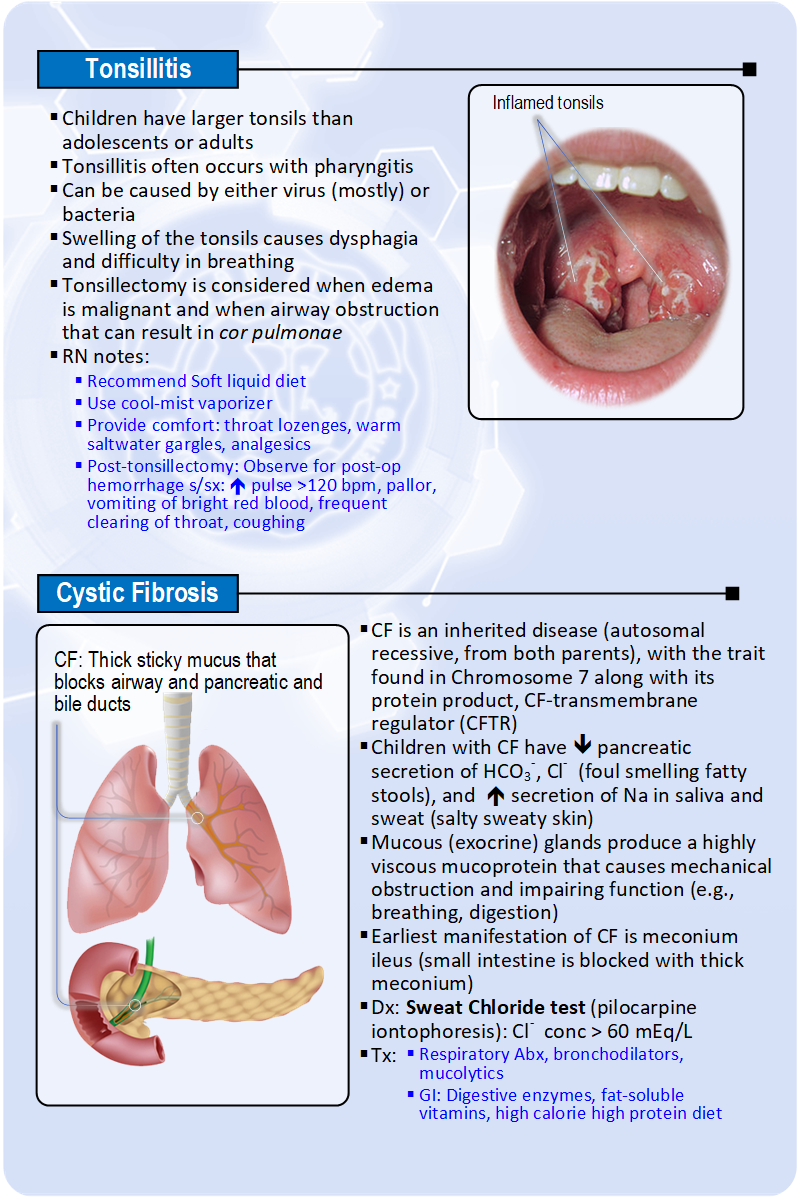 Tonsillitis
▪ Children have larger tonsils than
adolescents or adults
▪ Tonsillitis often occurs with pharyngitis
▪ Can be caused by either virus (mostly) or
bacteria
▪ Swelling of the tonsils causes dysphagia
and difficulty in breathing
▪ Tonsillectomy is considered when edema
is malignant and when airway obstruction
that can result in cor pulmonae
▪ RN notes:
▪ Recommend Soft liquid diet
▪ Use cool-mist vaporizer
▪ Provide comfort: throat lozenges, warm
saltwater gargles, analgesics
▪ Post-tonsillectomy: Observe for post-op
hemorrhage s/sx: 🡹 pulse >120 bpm, pallor,
vomiting of bright red blood, frequent
clearing of throat, coughing
Inflamed tonsils
Cystic Fibrosis
CF: Thick sticky mucus that
blocks airway and pancreatic and
bile ducts
▪ CF is an inherited disease (autosomal
recessive, from both parents), with the trait
found in Chromosome 7 along with its
protein product, CF-transmembrane
regulator (CFTR)
▪ Children with CF have 🡻 pancreatic
secretion of HCO₃⁻, Cl⁻ (foul smelling fatty
stools), and 🡹 secretion of Na in saliva and
sweat (salty sweaty skin)
▪ Mucous (exocrine) glands produce a highly
viscous mucoprotein that causes mechanical
obstruction and impairing function (e.g.,
breathing, digestion)
▪ Earliest manifestation of CF is meconium
ileus (small intestine is blocked with thick
meconium)
▪ Dx: Sweat Chloride test (pilocarpine
iontophoresis): Cl⁻ conc > 60 mEq/L
▪ Tx: ▪ Respiratory Abx, bronchodilators,
mucolytics
▪ GI: Digestive enzymes, fat-soluble
vitamins, high calorie high protein diet